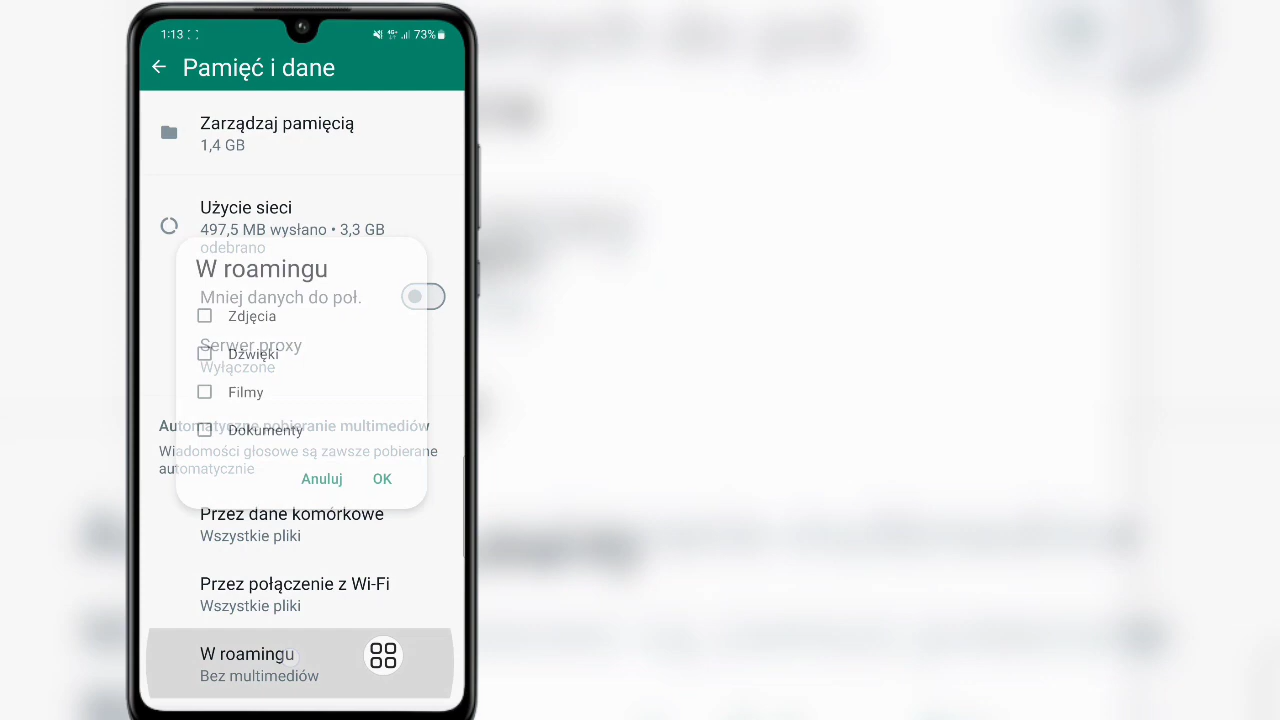 1:13
73%
Pamięć i dane
Zarządzaj pamięcią
1,4 GB
Użycie sieci
497,5 MB wysłano • 3,3 GB
odebrano
W roamingu
Mniej danych do poł.
Zdjęcia
Serwer proxy
Dźwięki
Wyłączone
Filmy
Automatyczne pobieranie multimediów
Dokumenty
Wiadomości głosowe są zawsze pobierane
automatycznie
Anuluj OK
Przez dane komórkowe
Wszystkie pliki
Przez połączenie z Wi-Fi
Wszystkie pliki
W roamingu
Bez multimediów